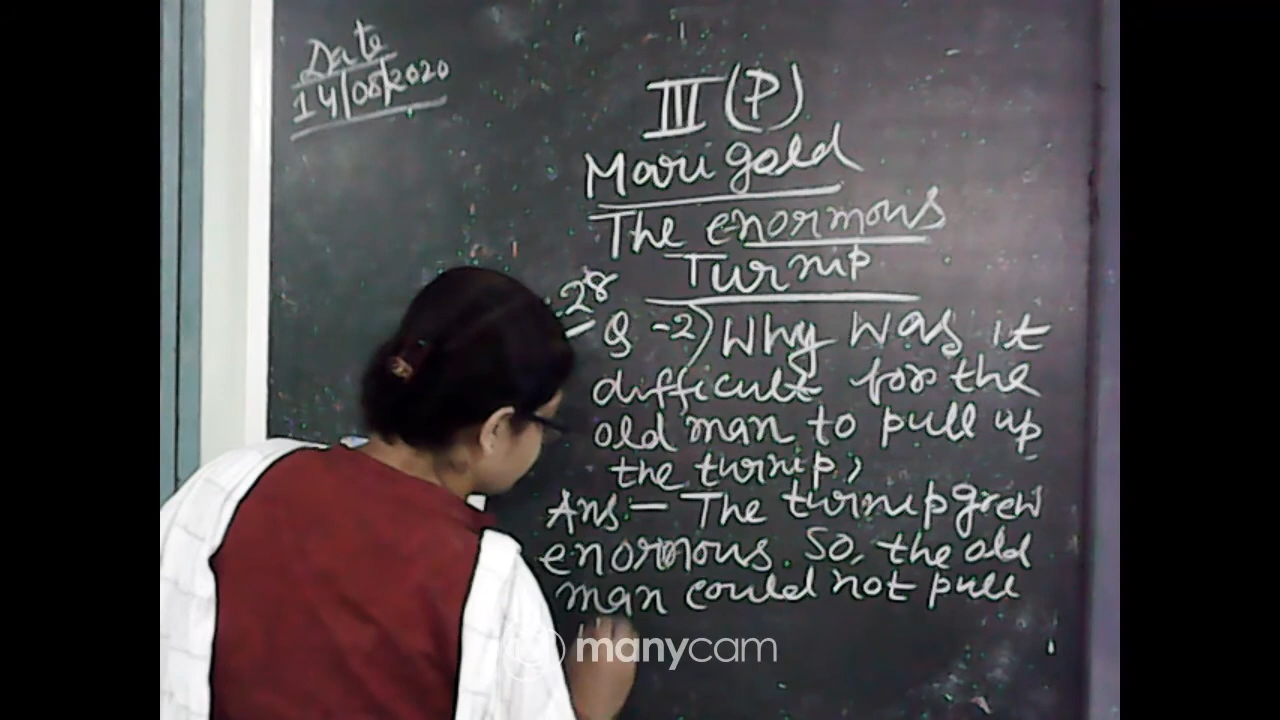 Date
14/08/2020
III (P)
Marigold
The enormous
Turnip
Q-2) Why was it
difficult for the
old man to pull up
the turnip?
Ans - The turnip grew
enormous. So, the old
man could not pull
manycam